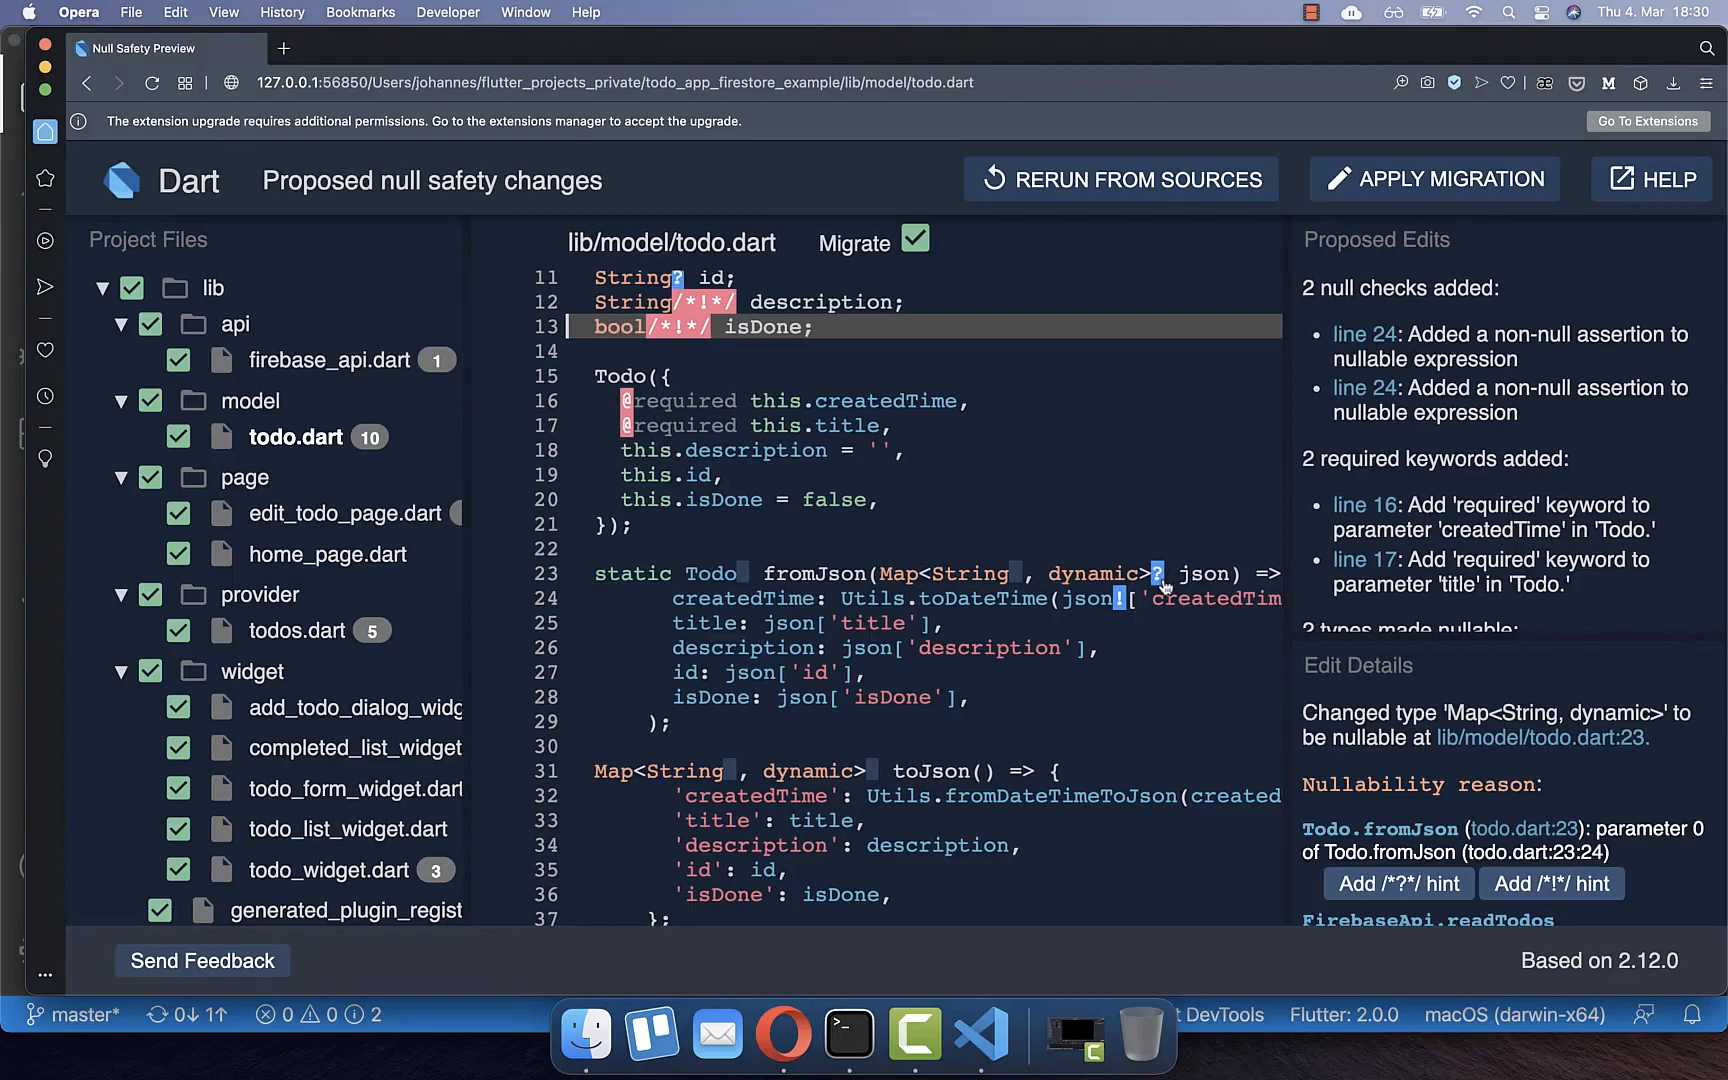 Opera File Edit View History Bookmarks Developer Window Help Thu 4. Mar 18:30
Null Safety Preview
127.0.0.1:56850/Users/johannes/flutter_projects_private/todo_app_firestore_example/lib/model/todo.dart
æ M
The extension upgrade requires additional permissions. Go to the extensions manager to accept the upgrade.
Go To Extensions
Dart
Proposed null safety changes
RERUN FROM SOURCES
APPLY MIGRATION
HELP
Project Files
lib
api
firebase_api.dart 1
model
todo.dart 10
page
edit_todo_page.dart
home_page.dart
provider
todos.dart 5
widget
add_todo_dialog_widg
completed_list_widget
todo_form_widget.dart
todo_list_widget.dart
todo_widget.dart 3
generated_plugin_regist
lib/model/todo.dart Migrate
11 String? id;
12 String/*!*/ description;
13 bool/*!*/ isDone;
14
15 Todo({
16 @required this.createdTime,
17 @required this.title,
18 this.description = '',
19 this.id,
20 this.isDone = false,
21 });
22
23 static Todo fromJson(Map<String , dynamic>? json) =>
24 createdTime: Utils.toDateTime(json!['createdTim
25 title: json['title'],
26 description: json['description'],
27 id: json['id'],
28 isDone: json['isDone'],
29 );
30
31 Map<String , dynamic> toJson() => {
32 'createdTime': Utils.fromDateTimeToJson(created
33 'title': title,
34 'description': description,
35 'id': id,
36 'isDone': isDone,
37 };
Proposed Edits
2 null checks added:
• line 24: Added a non-null assertion to
nullable expression
• line 24: Added a non-null assertion to
nullable expression
2 required keywords added:
• line 16: Add 'required' keyword to
parameter 'createdTime' in 'Todo.'
• line 17: Add 'required' keyword to
parameter 'title' in 'Todo.'
2 types made nullable:
Edit Details
Changed type 'Map<String, dynamic>' to
be nullable at lib/model/todo.dart:23.
Nullability reason:
Todo.fromJson (todo.dart:23): parameter 0
of Todo.fromJson (todo.dart:23:24)
Add /*?*/ hint
Add /*!*/ hint
FirebaseApi.readTodos
Send Feedback
Based on 2.12.0
master* 0↓ 1↑ 0 0 2
t DevTools Flutter: 2.0.0 macOS (darwin-x64)